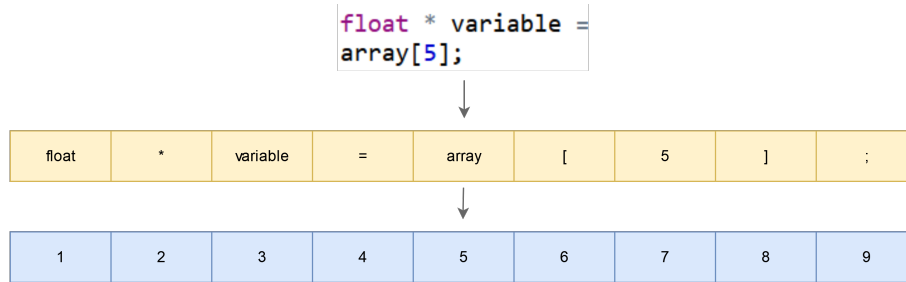 float * variable =
array[5];
float * variable = array [ 5 ] ;
1 2 3 4 5 6 7 8 9